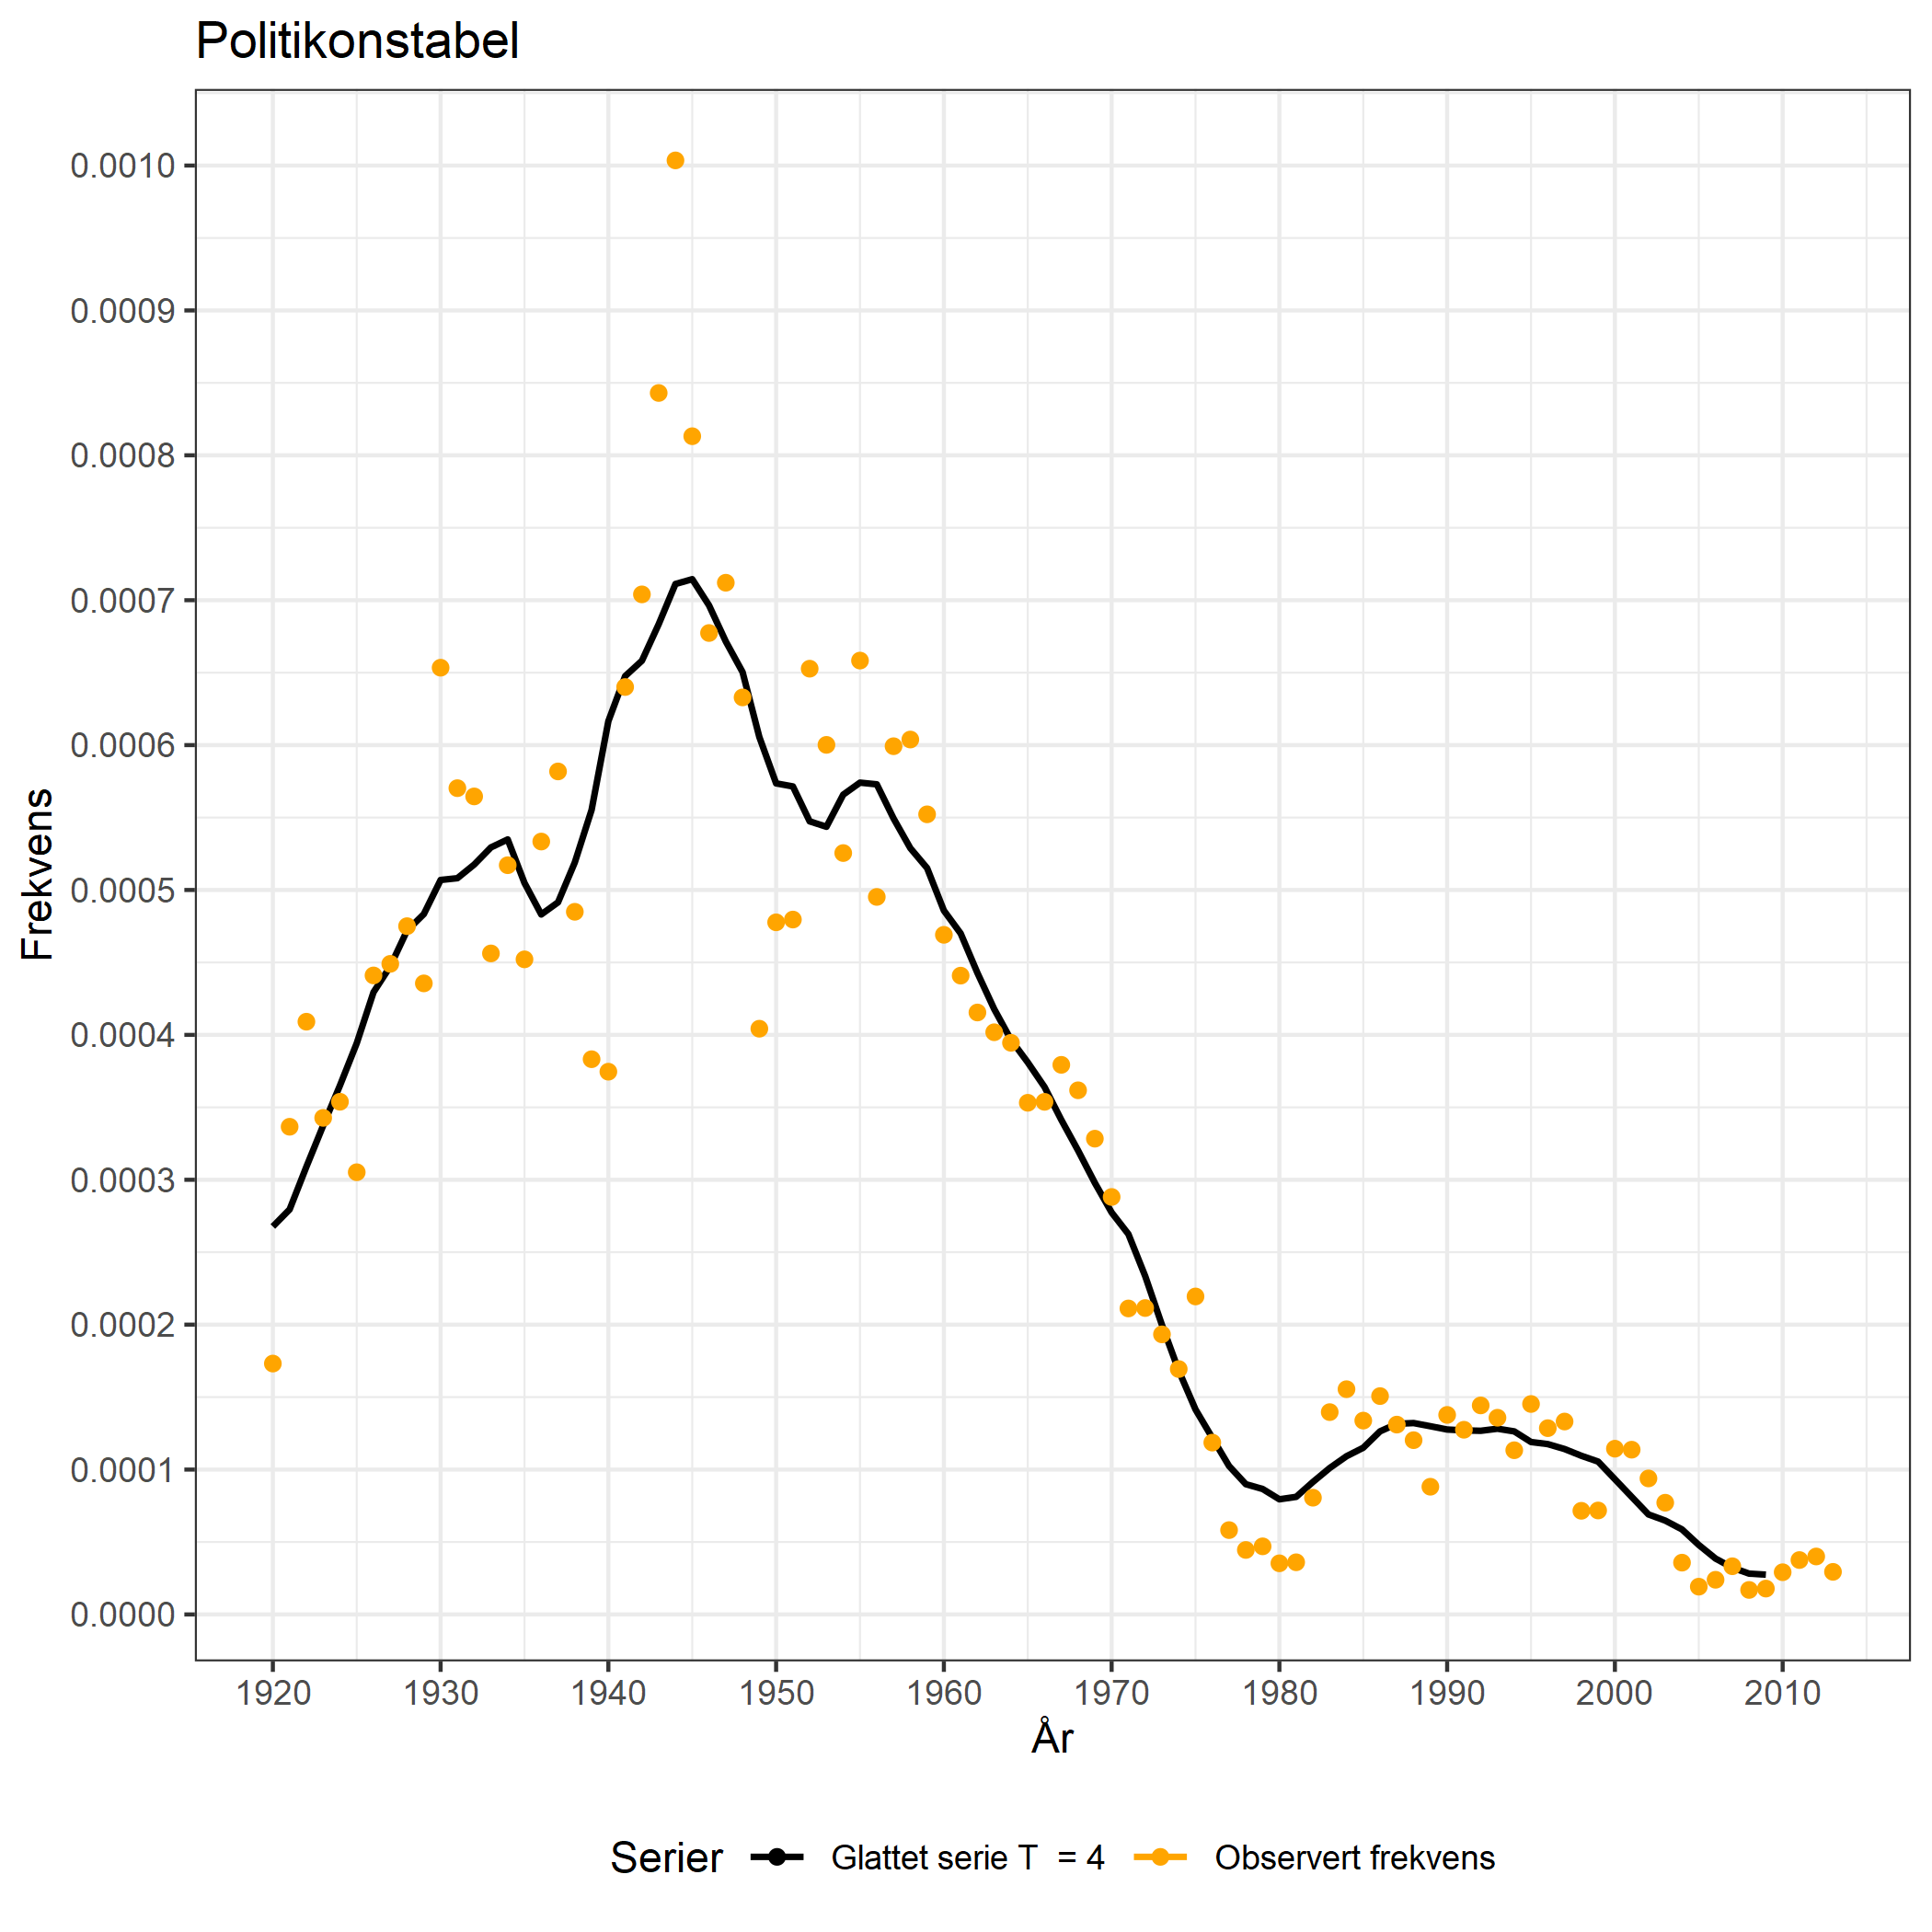 Politikonstabel
0.0010
0.0009
0.0008
0.0007
0.0006
0.0005
0.0004
0.0003
0.0002
0.0001
0.0000
Frekvens
1920 1930 1940 1950 1960 1970 1980 1990 2000 2010
År
Serier Glattet serie T = 4 Observert frekvens